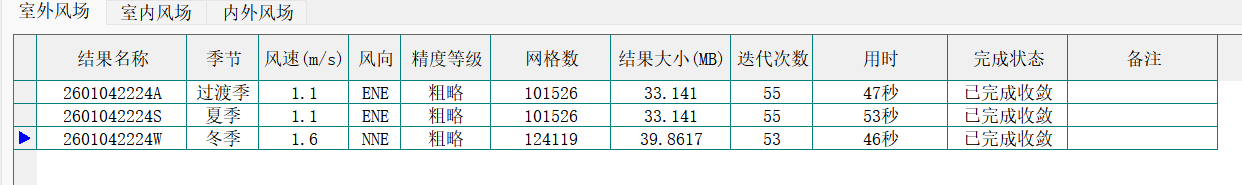 室外风场 室内风场 内外风场
结果名称 季节 风速(m/s) 风向 精度等级 网格数 结果大小(MB) 迭代次数 用时 完成状态 备注
2601042224A 过渡季 1.1 ENE 粗略 101526 33.141 55 47秒 已完成收敛
2601042224S 夏季 1.1 ENE 粗略 101526 33.141 55 53秒 已完成收敛
2601042224W 冬季 1.6 NNE 粗略 124119 39.8617 53 46秒 已完成收敛